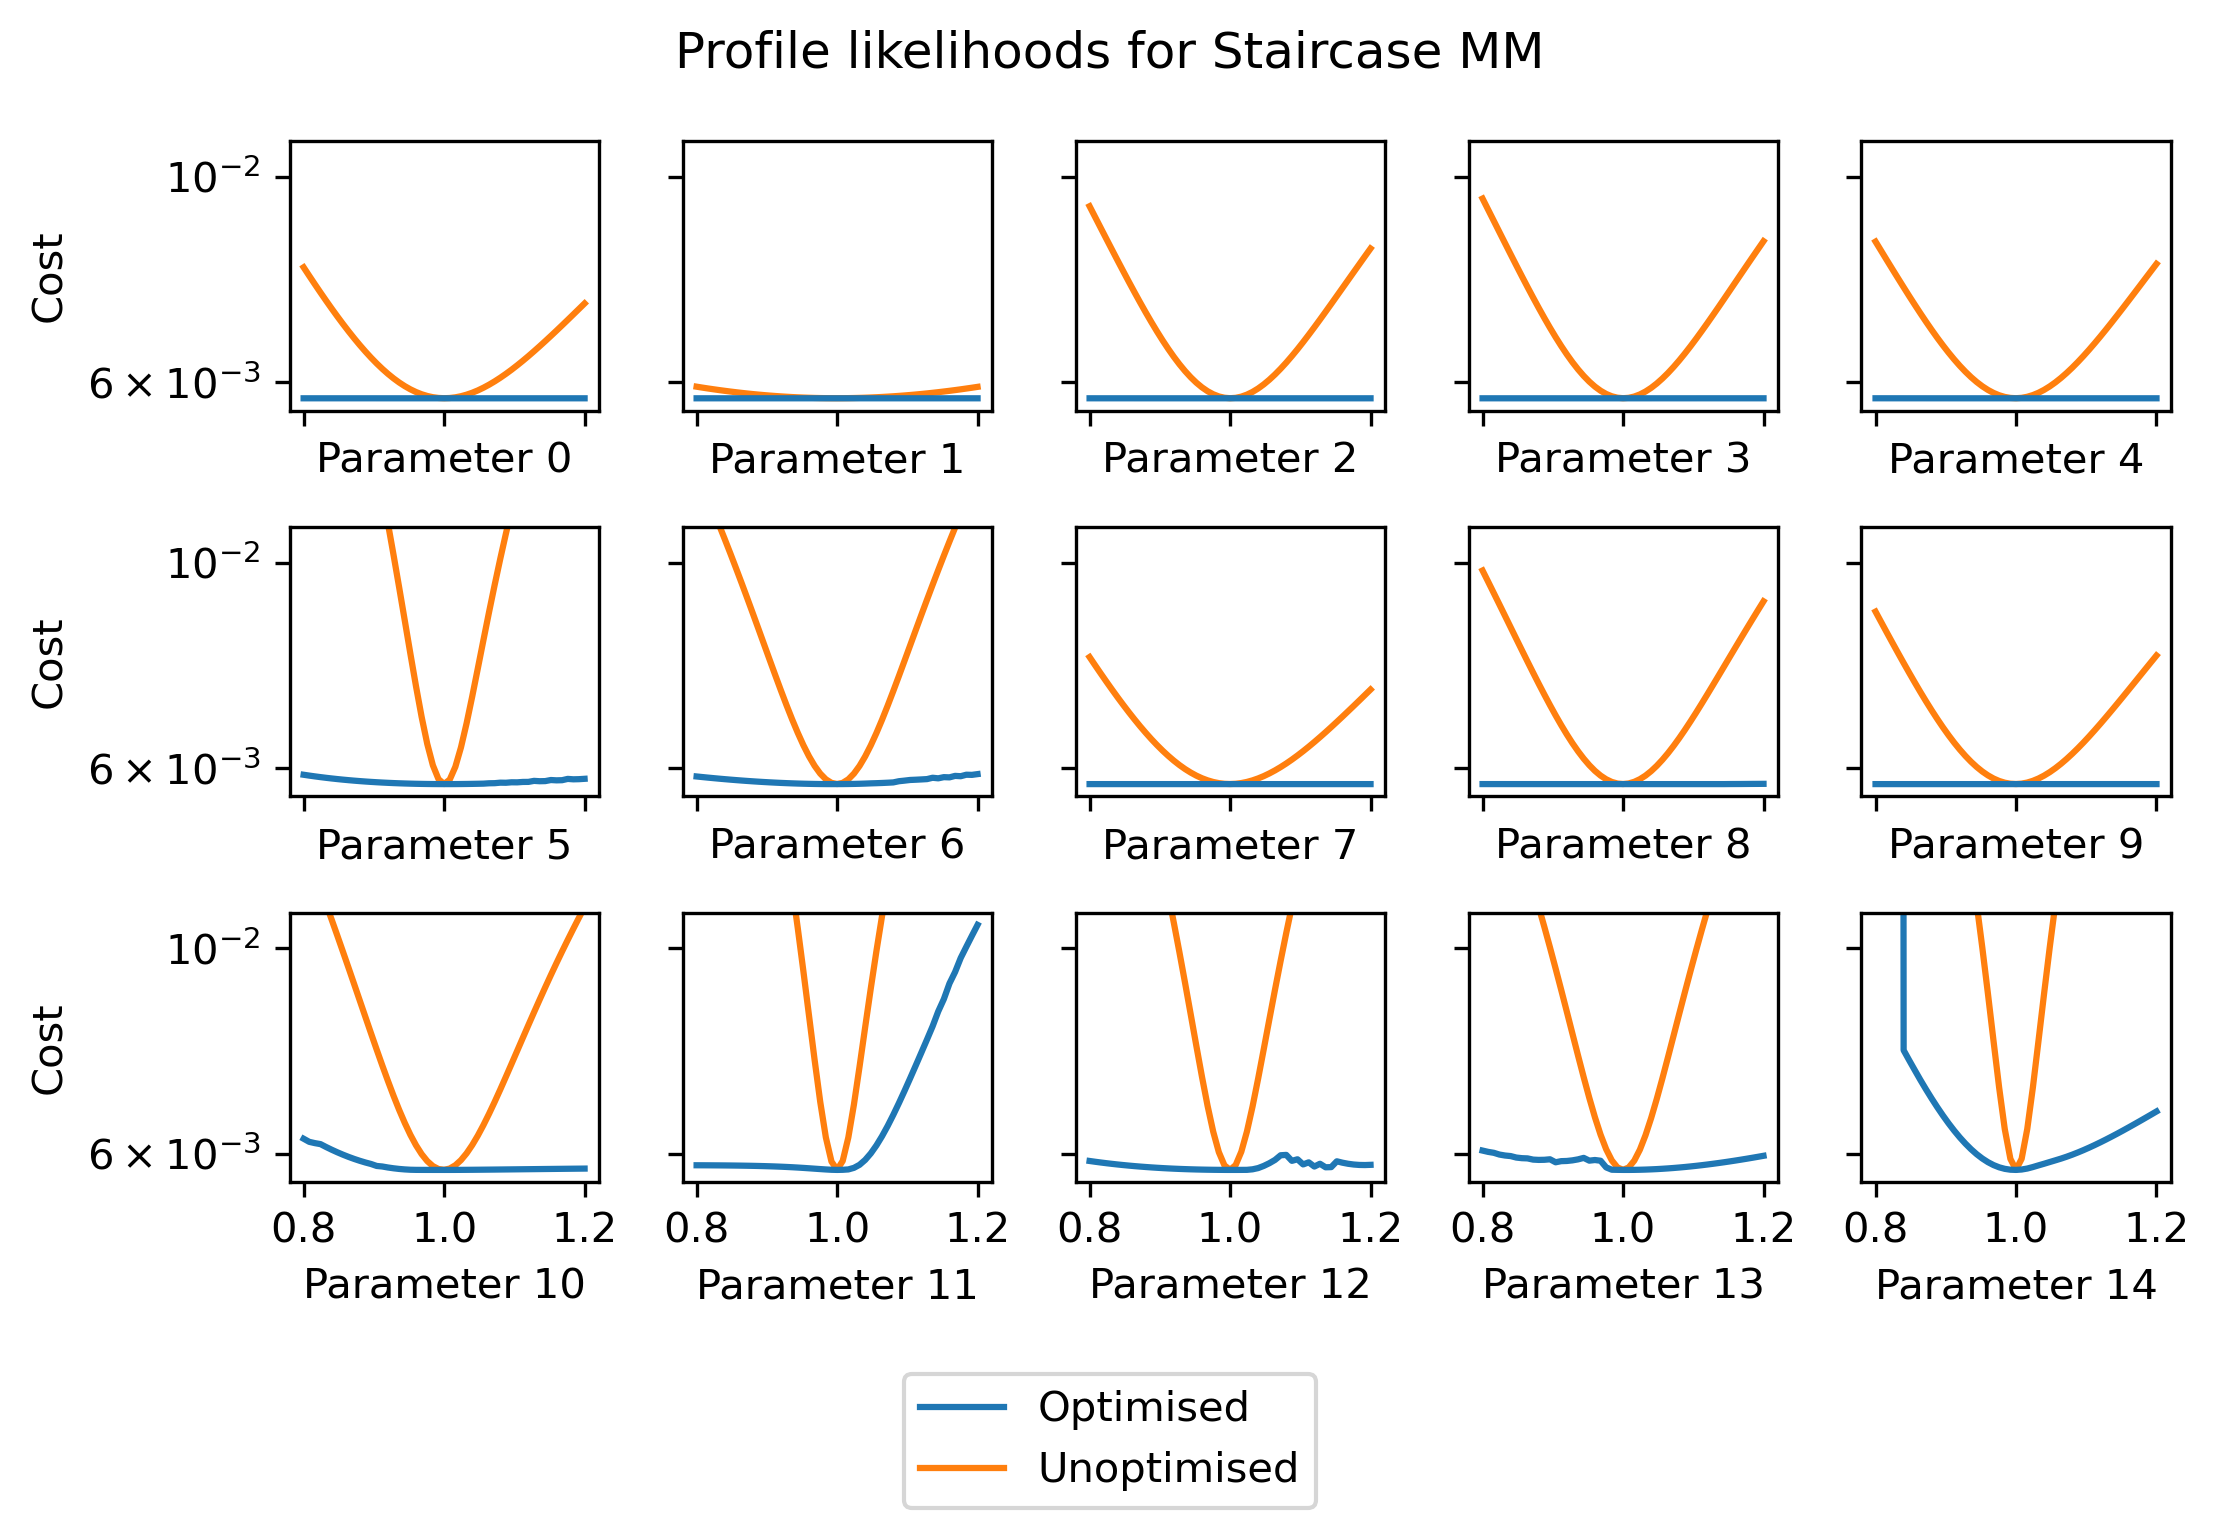 Profile likelihoods for Staircase MM
10⁻²
6 × 10⁻³
Cost
Parameter 0
Parameter 1
Parameter 2
Parameter 3
Parameter 4
10⁻²
6 × 10⁻³
Cost
Parameter 5
Parameter 6
Parameter 7
Parameter 8
Parameter 9
10⁻²
6 × 10⁻³
Cost
0.8 1.0 1.2
0.8 1.0 1.2
0.8 1.0 1.2
0.8 1.0 1.2
0.8 1.0 1.2
Parameter 10
Parameter 11
Parameter 12
Parameter 13
Parameter 14
Optimised
Unoptimised